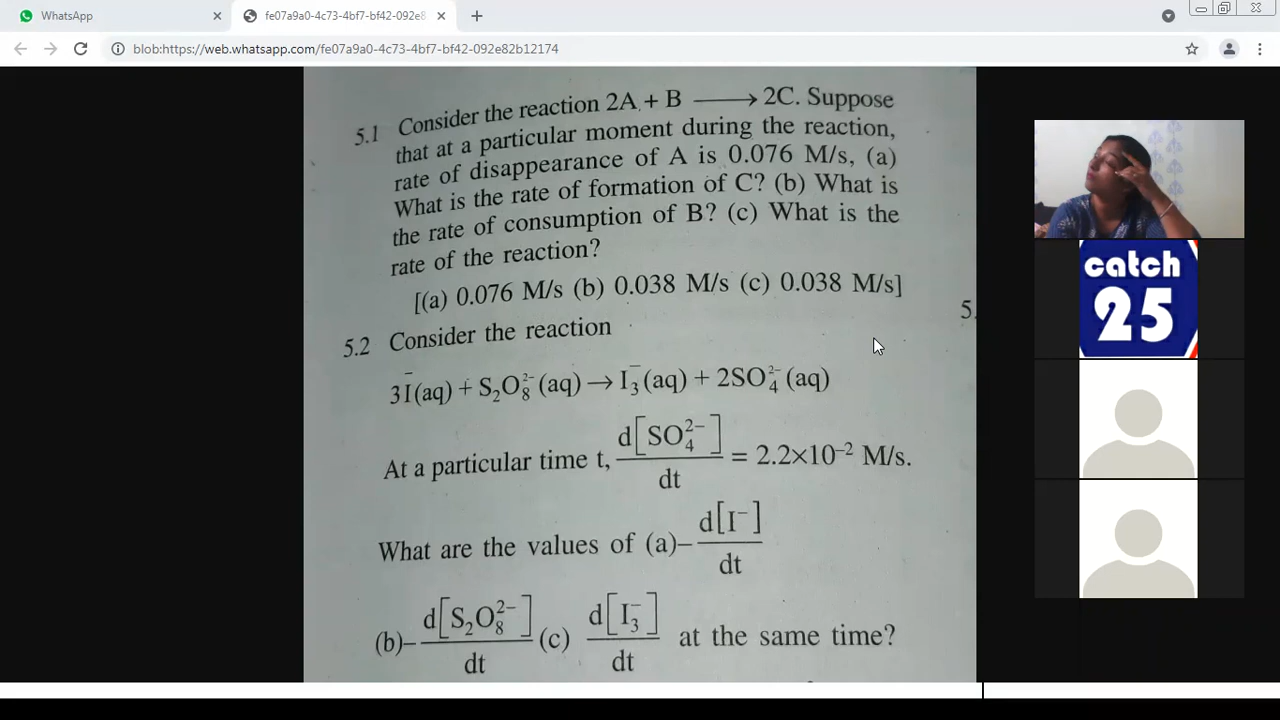 WhatsApp
fe07a9a0-4c73-4bf7-bf42-092e8
blob:https://web.whatsapp.com/fe07a9a0-4c73-4bf7-bf42-092e82b12174
5.1 Consider the reaction 2A + B ⟶ 2C. Suppose
that at a particular moment during the reaction,
rate of disappearance of A is 0.076 M/s, (a)
What is the rate of formation of C? (b) What is
the rate of consumption of B? (c) What is the
rate of the reaction?
[(a) 0.076 M/s (b) 0.038 M/s (c) 0.038 M/s]
5.2 Consider the reaction
3I⁻(aq) + S₂O₈²⁻(aq) → I₃⁻(aq) + 2SO₄²⁻(aq)
At a particular time t, d[SO₄²⁻]/dt = 2.2×10⁻² M/s.
What are the values of (a)– d[I⁻]/dt
(b)– d[S₂O₈²⁻]/dt (c) d[I₃⁻]/dt at the same time?
5.
catch
25